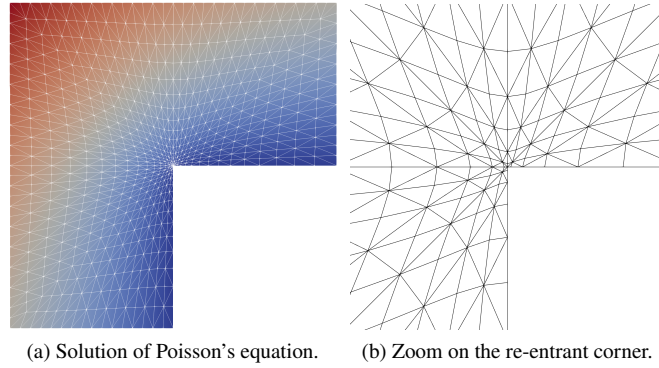 (a) Solution of Poisson's equation.
(b) Zoom on the re-entrant corner.